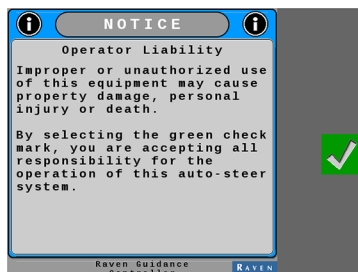 NOTICE
Operator Liability
Improper or unauthorized use
of this equipment may cause
property damage, personal
injury or death.
By selecting the green check
mark, you are accepting all
responsibility for the
operation of this auto-steer
system.
Raven Guidance
Controller
RAVEN